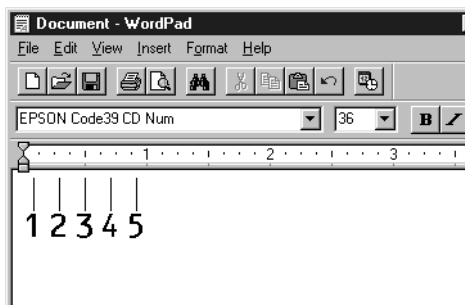 Document - WordPad
File Edit View Insert Format Help
EPSON Code39 CD Num 36 B I
1 2 3
1 2 3 4 5